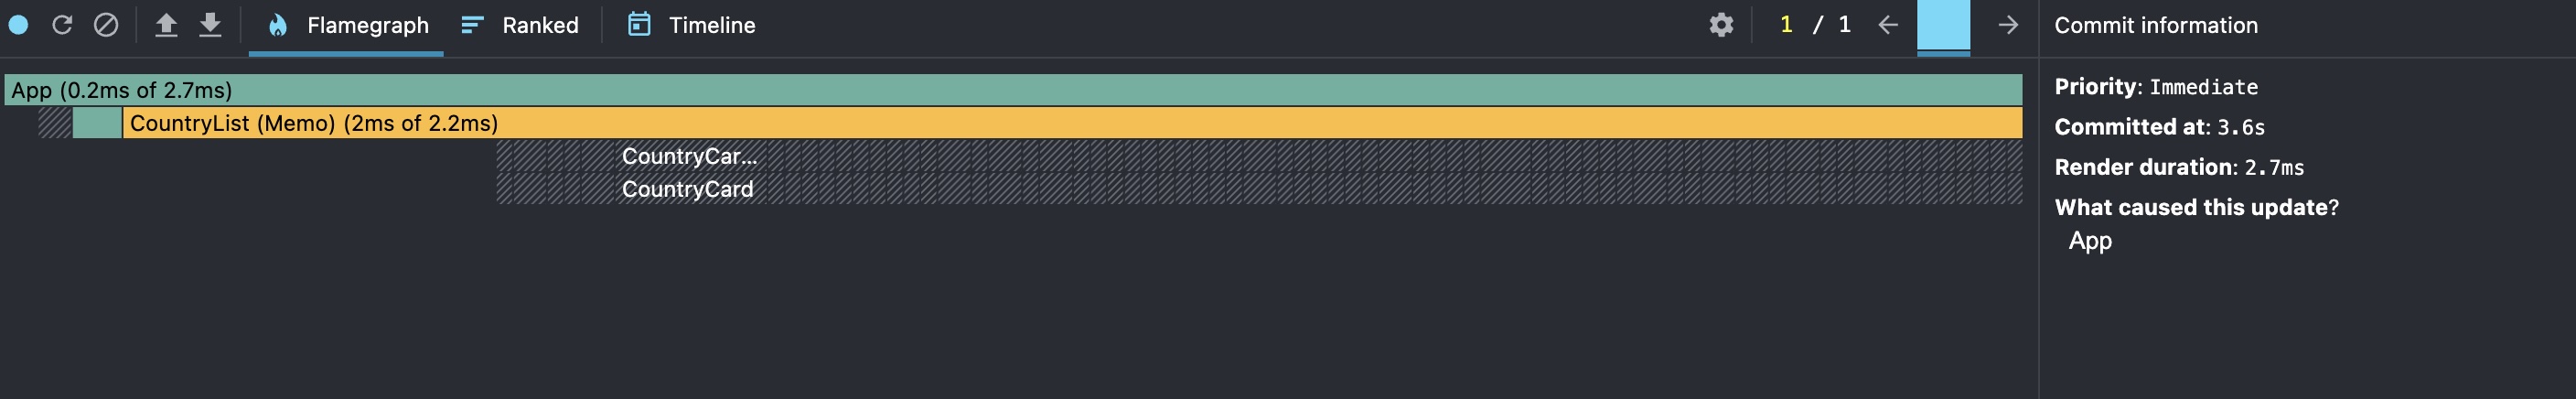 Flamegraph Ranked Timeline 1 / 1 Commit information
App (0.2ms of 2.7ms)
CountryList (Memo) (2ms of 2.2ms)
CountryCar...
CountryCard
Priority: Immediate
Committed at: 3.6s
Render duration: 2.7ms
What caused this update?
App